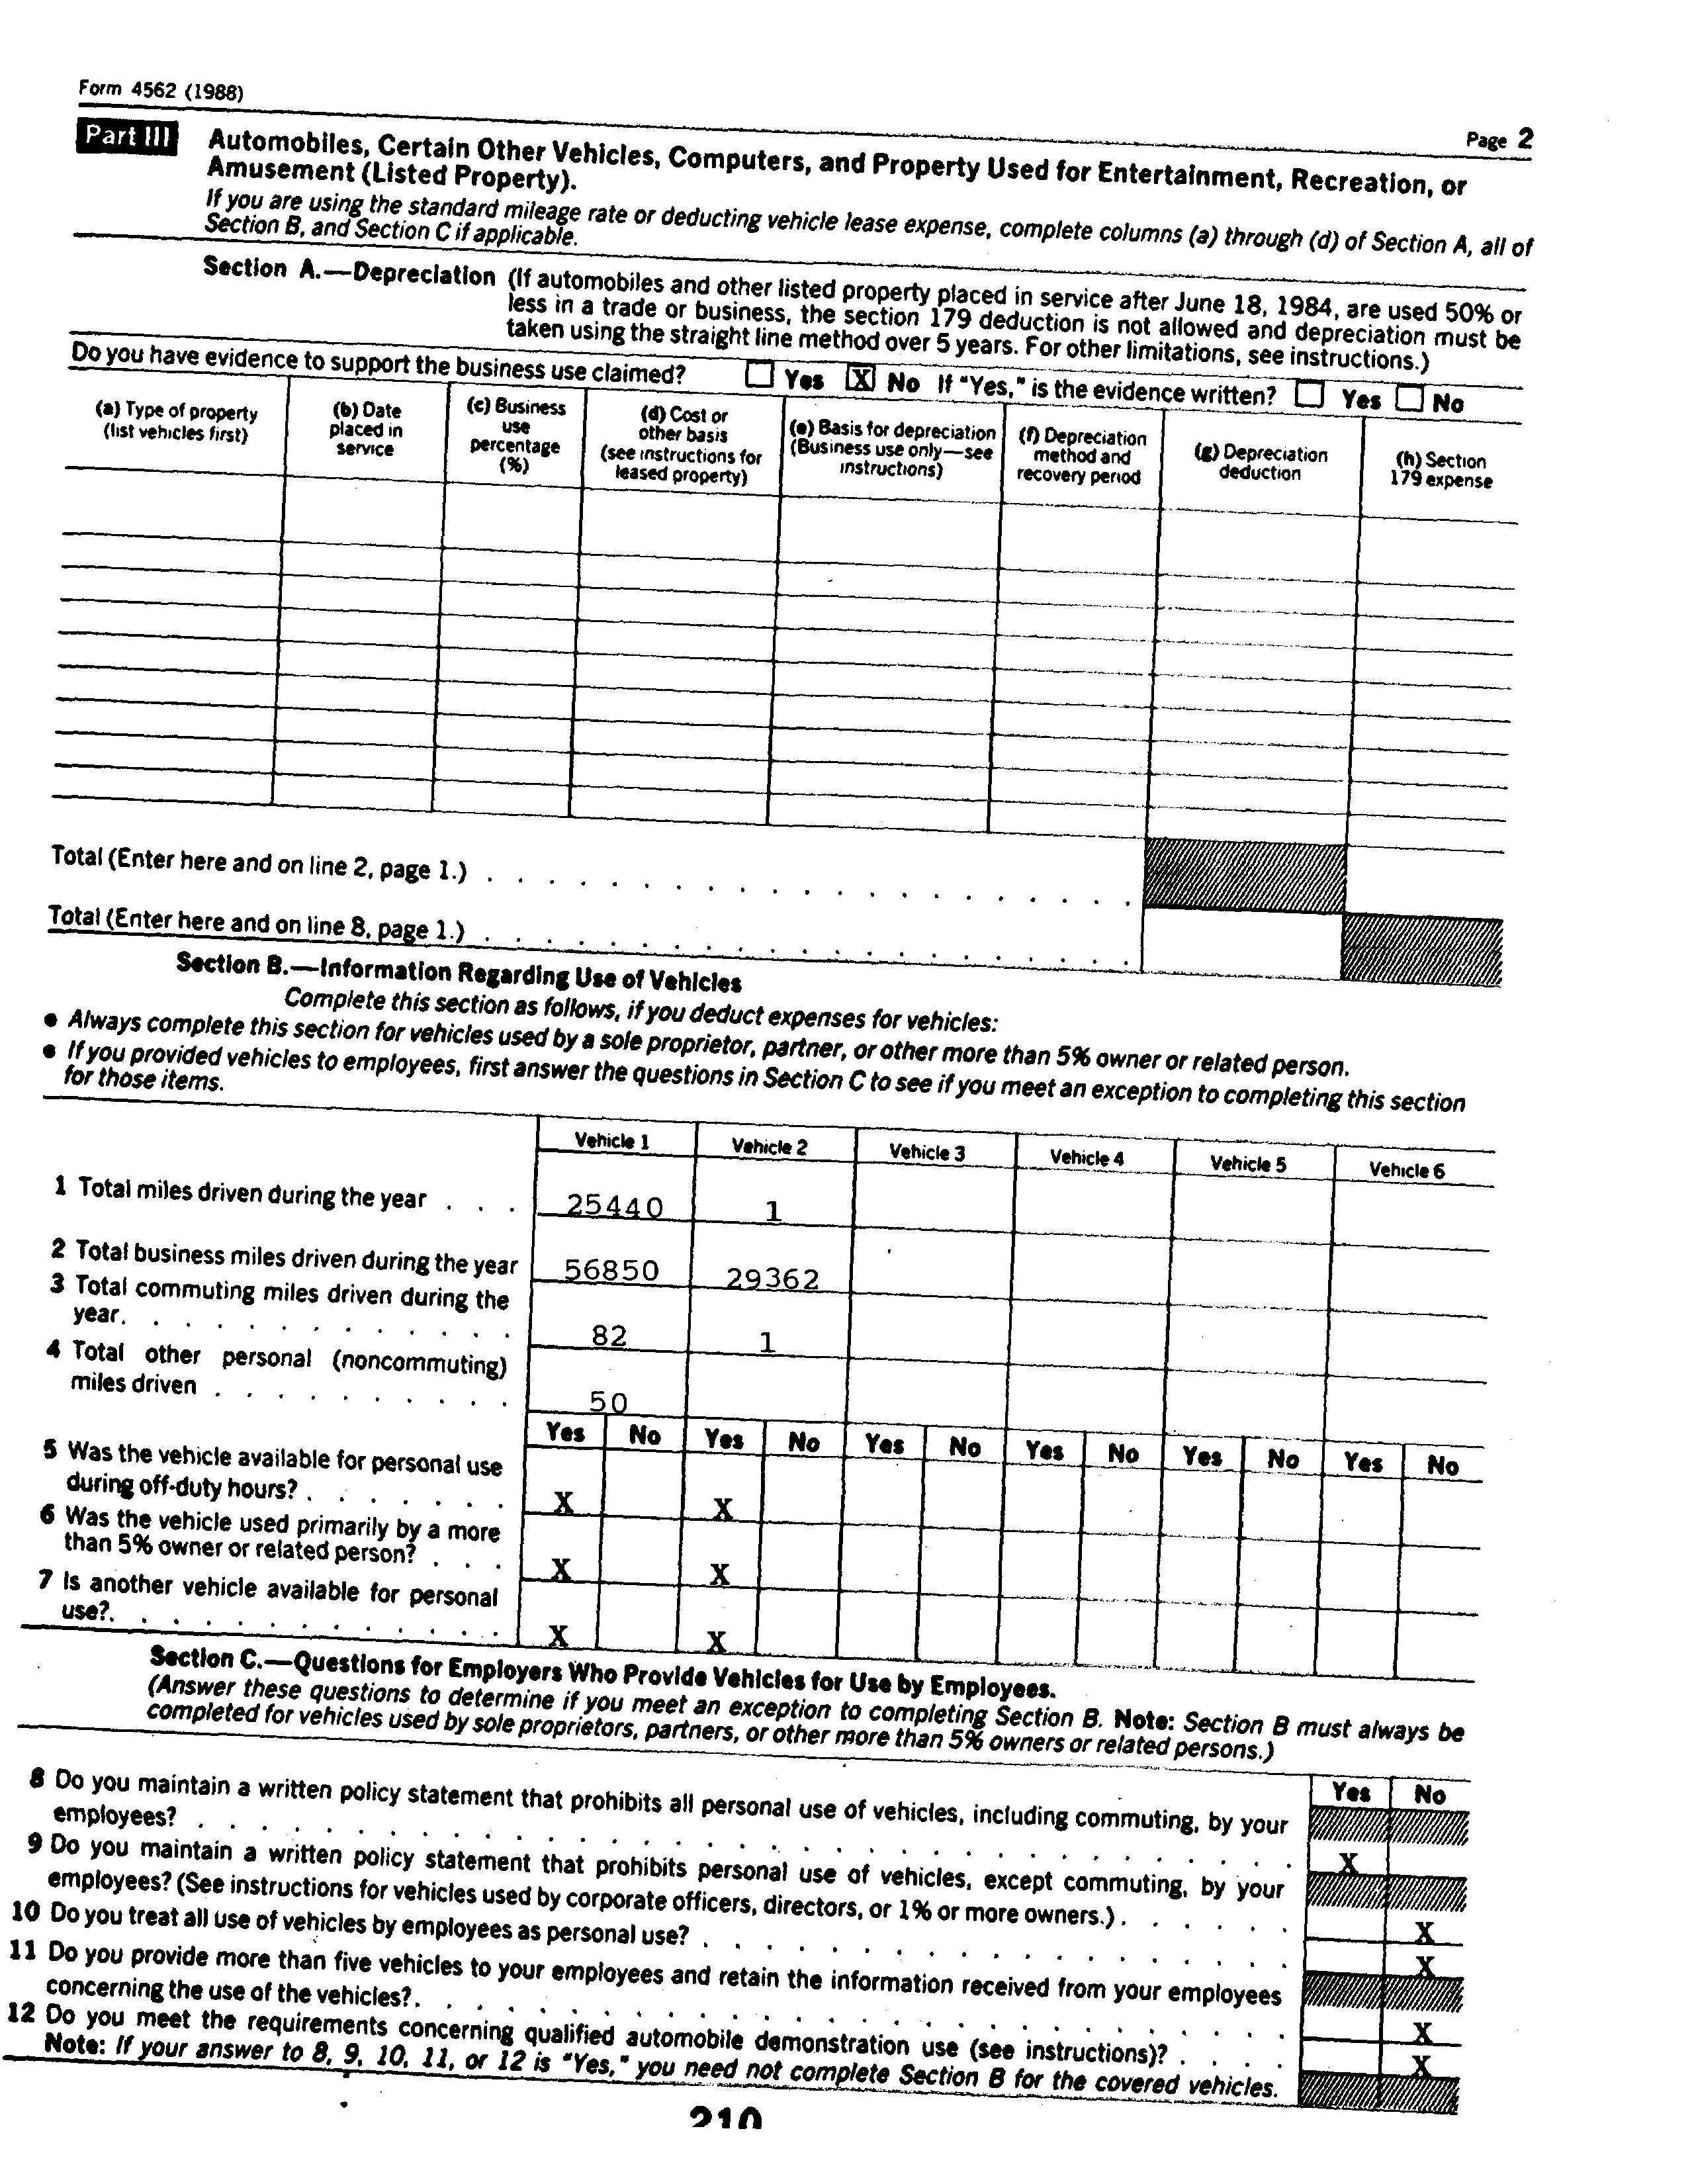 Form 4562 (1988)
Page 2
Part III Automobiles, Certain Other Vehicles, Computers, and Property Used for Entertainment, Recreation, or
Amusement (Listed Property).
If you are using the standard mileage rate or deducting vehicle lease expense, complete columns (a) through (d) of Section A, all of
Section B, and Section C if applicable.
Section A.—Depreciation (If automobiles and other listed property placed in service after June 18, 1984, are used 50% or
less in a trade or business, the section 179 deduction is not allowed and depreciation must be
taken using the straight line method over 5 years. For other limitations, see instructions.)
Do you have evidence to support the business use claimed? Yes X No If "Yes," is the evidence written? Yes No
(a) Type of property
(list vehicles first)
(b) Date
placed in
service
(c) Business
use
percentage
(%)
(d) Cost or
other basis
(see instructions for
leased property)
(e) Basis for depreciation
(Business use only—see
instructions)
(f) Depreciation
method and
recovery period
(g) Depreciation
deduction
(h) Section
179 expense
Total (Enter here and on line 2, page 1.) . . . . . . . . . . . . . . . . . . . . .
Total (Enter here and on line 8, page 1.) . . . . . . . . . . . . . . . . . . . . .
Section B.—Information Regarding Use of Vehicles
Complete this section as follows, if you deduct expenses for vehicles:
● Always complete this section for vehicles used by a sole proprietor, partner, or other more than 5% owner or related person.
● If you provided vehicles to employees, first answer the questions in Section C to see if you meet an exception to completing this section
for those items.
Vehicle 1 Vehicle 2 Vehicle 3 Vehicle 4 Vehicle 5 Vehicle 6
1 Total miles driven during the year . . . 25440 1
2 Total business miles driven during the year 56850 29362
3 Total commuting miles driven during the
year. . . . . . . . . . . . . . 82 1
4 Total other personal (noncommuting)
miles driven . . . . . . . . . . 50
Yes No Yes No Yes No Yes No Yes No Yes No
5 Was the vehicle available for personal use
during off-duty hours? . . . . . . . X X
6 Was the vehicle used primarily by a more
than 5% owner or related person? . . . X X
7 Is another vehicle available for personal
use?. . . . . . . . . . . . . . X X
Section C.—Questions for Employers Who Provide Vehicles for Use by Employees.
(Answer these questions to determine if you meet an exception to completing Section B. Note: Section B must always be
completed for vehicles used by sole proprietors, partners, or other more than 5% owners or related persons.)
Yes No
8 Do you maintain a written policy statement that prohibits all personal use of vehicles, including commuting, by your
employees? . . . . . . . . . . . . . . . . . . . . . . . . . . . . . . . . . . . X
9 Do you maintain a written policy statement that prohibits personal use of vehicles, except commuting, by your
employees? (See instructions for vehicles used by corporate officers, directors, or 1% or more owners.) . . . . . . X
10 Do you treat all use of vehicles by employees as personal use? . . . . . . . . . . . . . . . . . . . X
11 Do you provide more than five vehicles to your employees and retain the information received from your employees
concerning the use of the vehicles?. . . . . . . . . . . . . . . . . . . . . . . . . . . . X
12 Do you meet the requirements concerning qualified automobile demonstration use (see instructions)? . . . . X
Note: If your answer to 8, 9, 10, 11, or 12 is "Yes," you need not complete Section B for the covered vehicles.
210